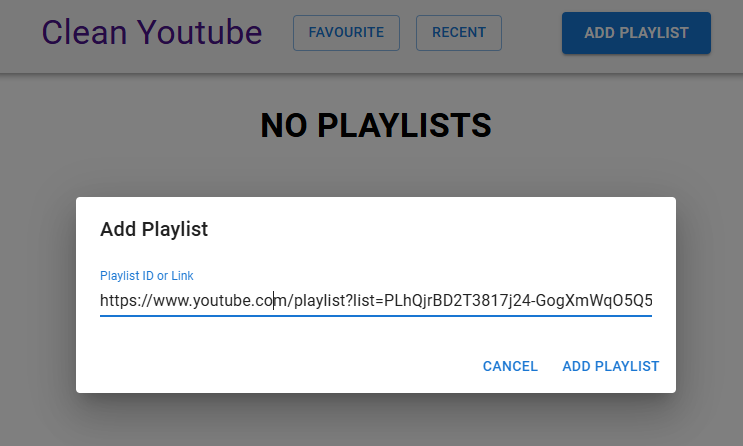 Clean Youtube
FAVOURITE
RECENT
ADD PLAYLIST
NO PLAYLISTS
Add Playlist
Playlist ID or Link
https://www.youtube.com/playlist?list=PLhQjrBD2T3817j24-GogXmWqO5Q5
CANCEL
ADD PLAYLIST